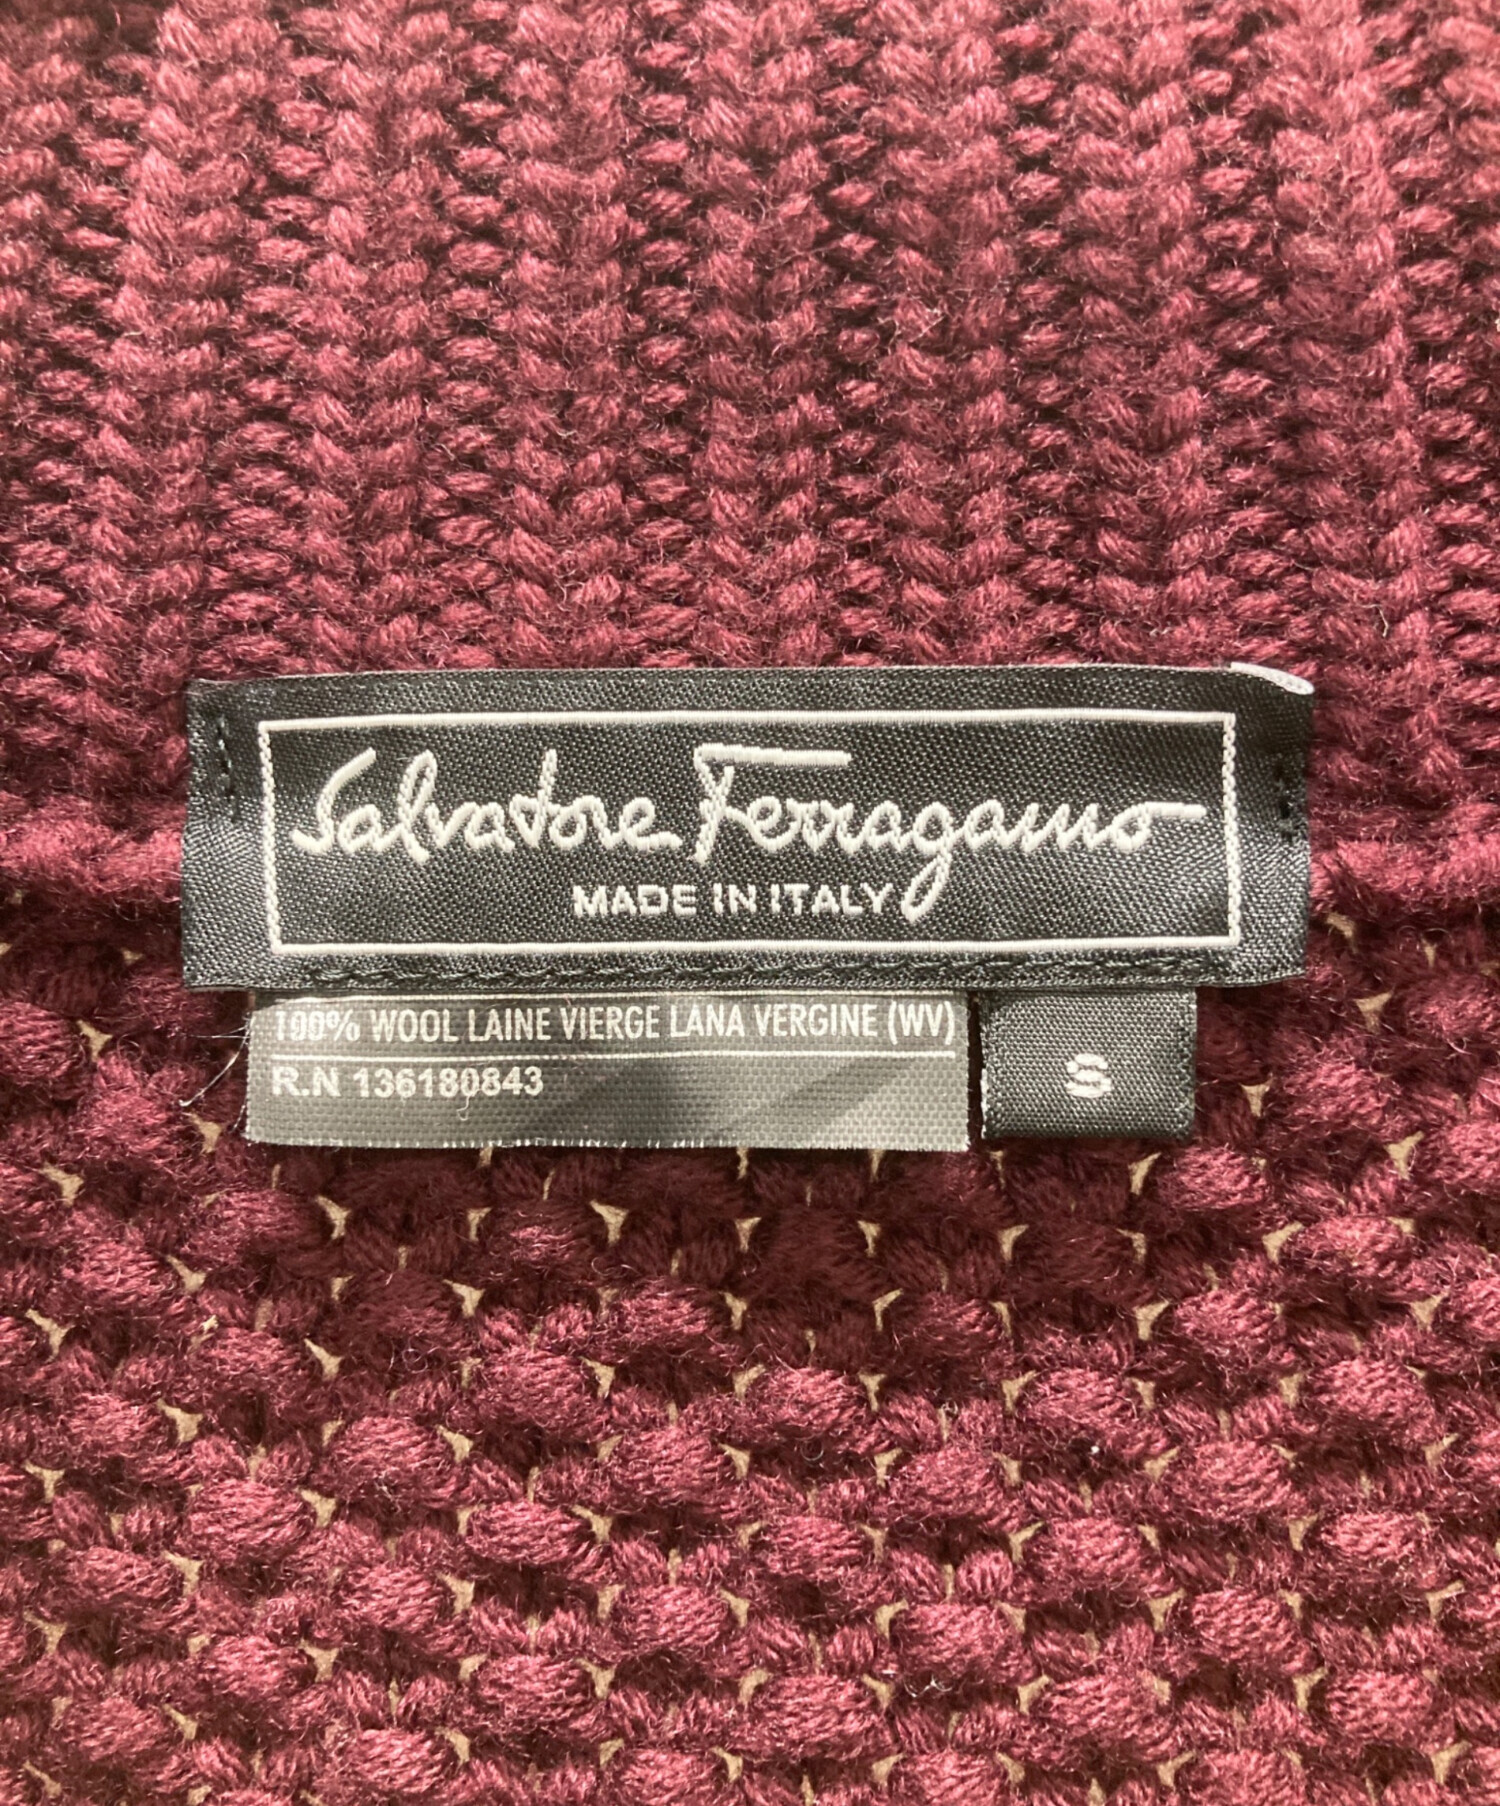 Salvatore Ferragamo
MADE IN ITALY
100% WOOL LAINE VIERGE LANA VERGINE (WV)
R.N 136180843
S